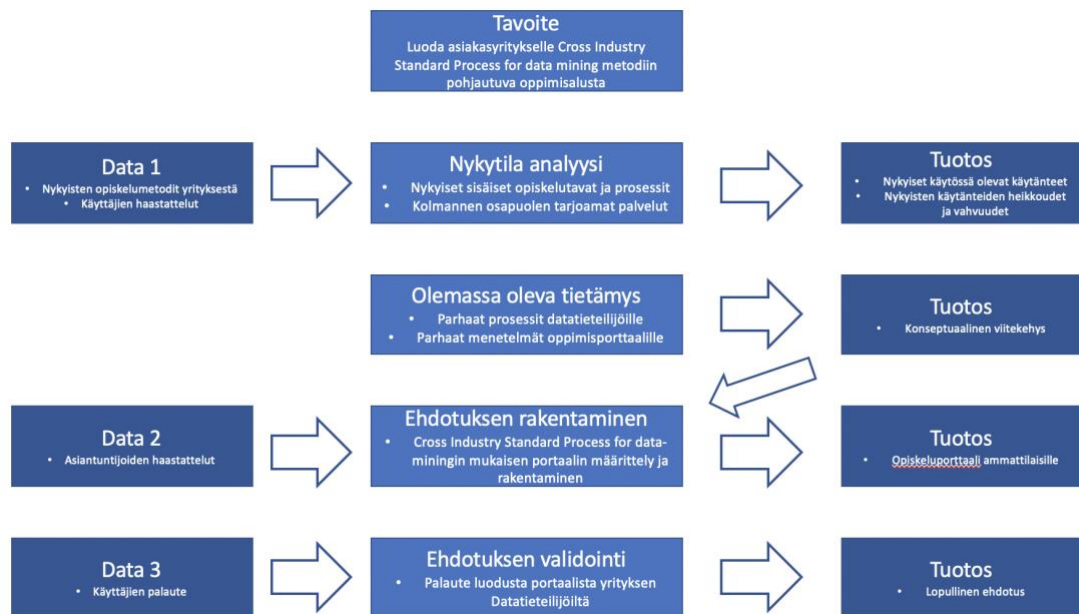 Tavoite
Luoda asiakasyritykselle Cross Industry
Standard Process for data mining metodiin
pohjautuva oppimisalusta
Data 1
• Nykyisten opiskelumetodit yrityksestä
• Käyttäjien haastattelut
Nykytila analyysi
• Nykyiset sisäiset opiskelutavat ja prosessit
• Kolmannen osapuolen tarjoamat palvelut
Tuotos
• Nykyiset käytössä olevat käytänteet
• Nykyisten käytänteiden heikkoudet
ja vahvuudet
Olemassa oleva tietämys
• Parhaat prosessit datatieteilijöille
• Parhaat menetelmät oppimisportaalille
Tuotos
• Konseptuaalinen viitekehys
Data 2
• Asiantuntijoiden haastattelut
Ehdotuksen rakentaminen
• Cross Industry Standard Process for data-
miningin mukaisen portaalin määrittely ja
rakentaminen
Tuotos
• Opiskeluporttaali ammattilaisille
Data 3
• Käyttäjien palaute
Ehdotuksen validointi
• Palaute luodusta portaalista yrityksen
Datatieteilijöiltä
Tuotos
• Lopullinen ehdotus